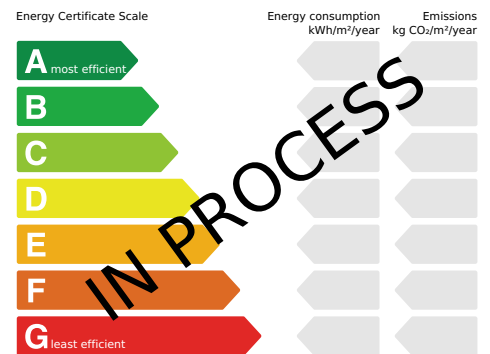 Energy Certificate Scale
Energy consumption
kWh/m²/year
Emissions
kg CO₂/m²/year
A most efficient
B
C
D
E
F
G least efficient
IN PROCESS